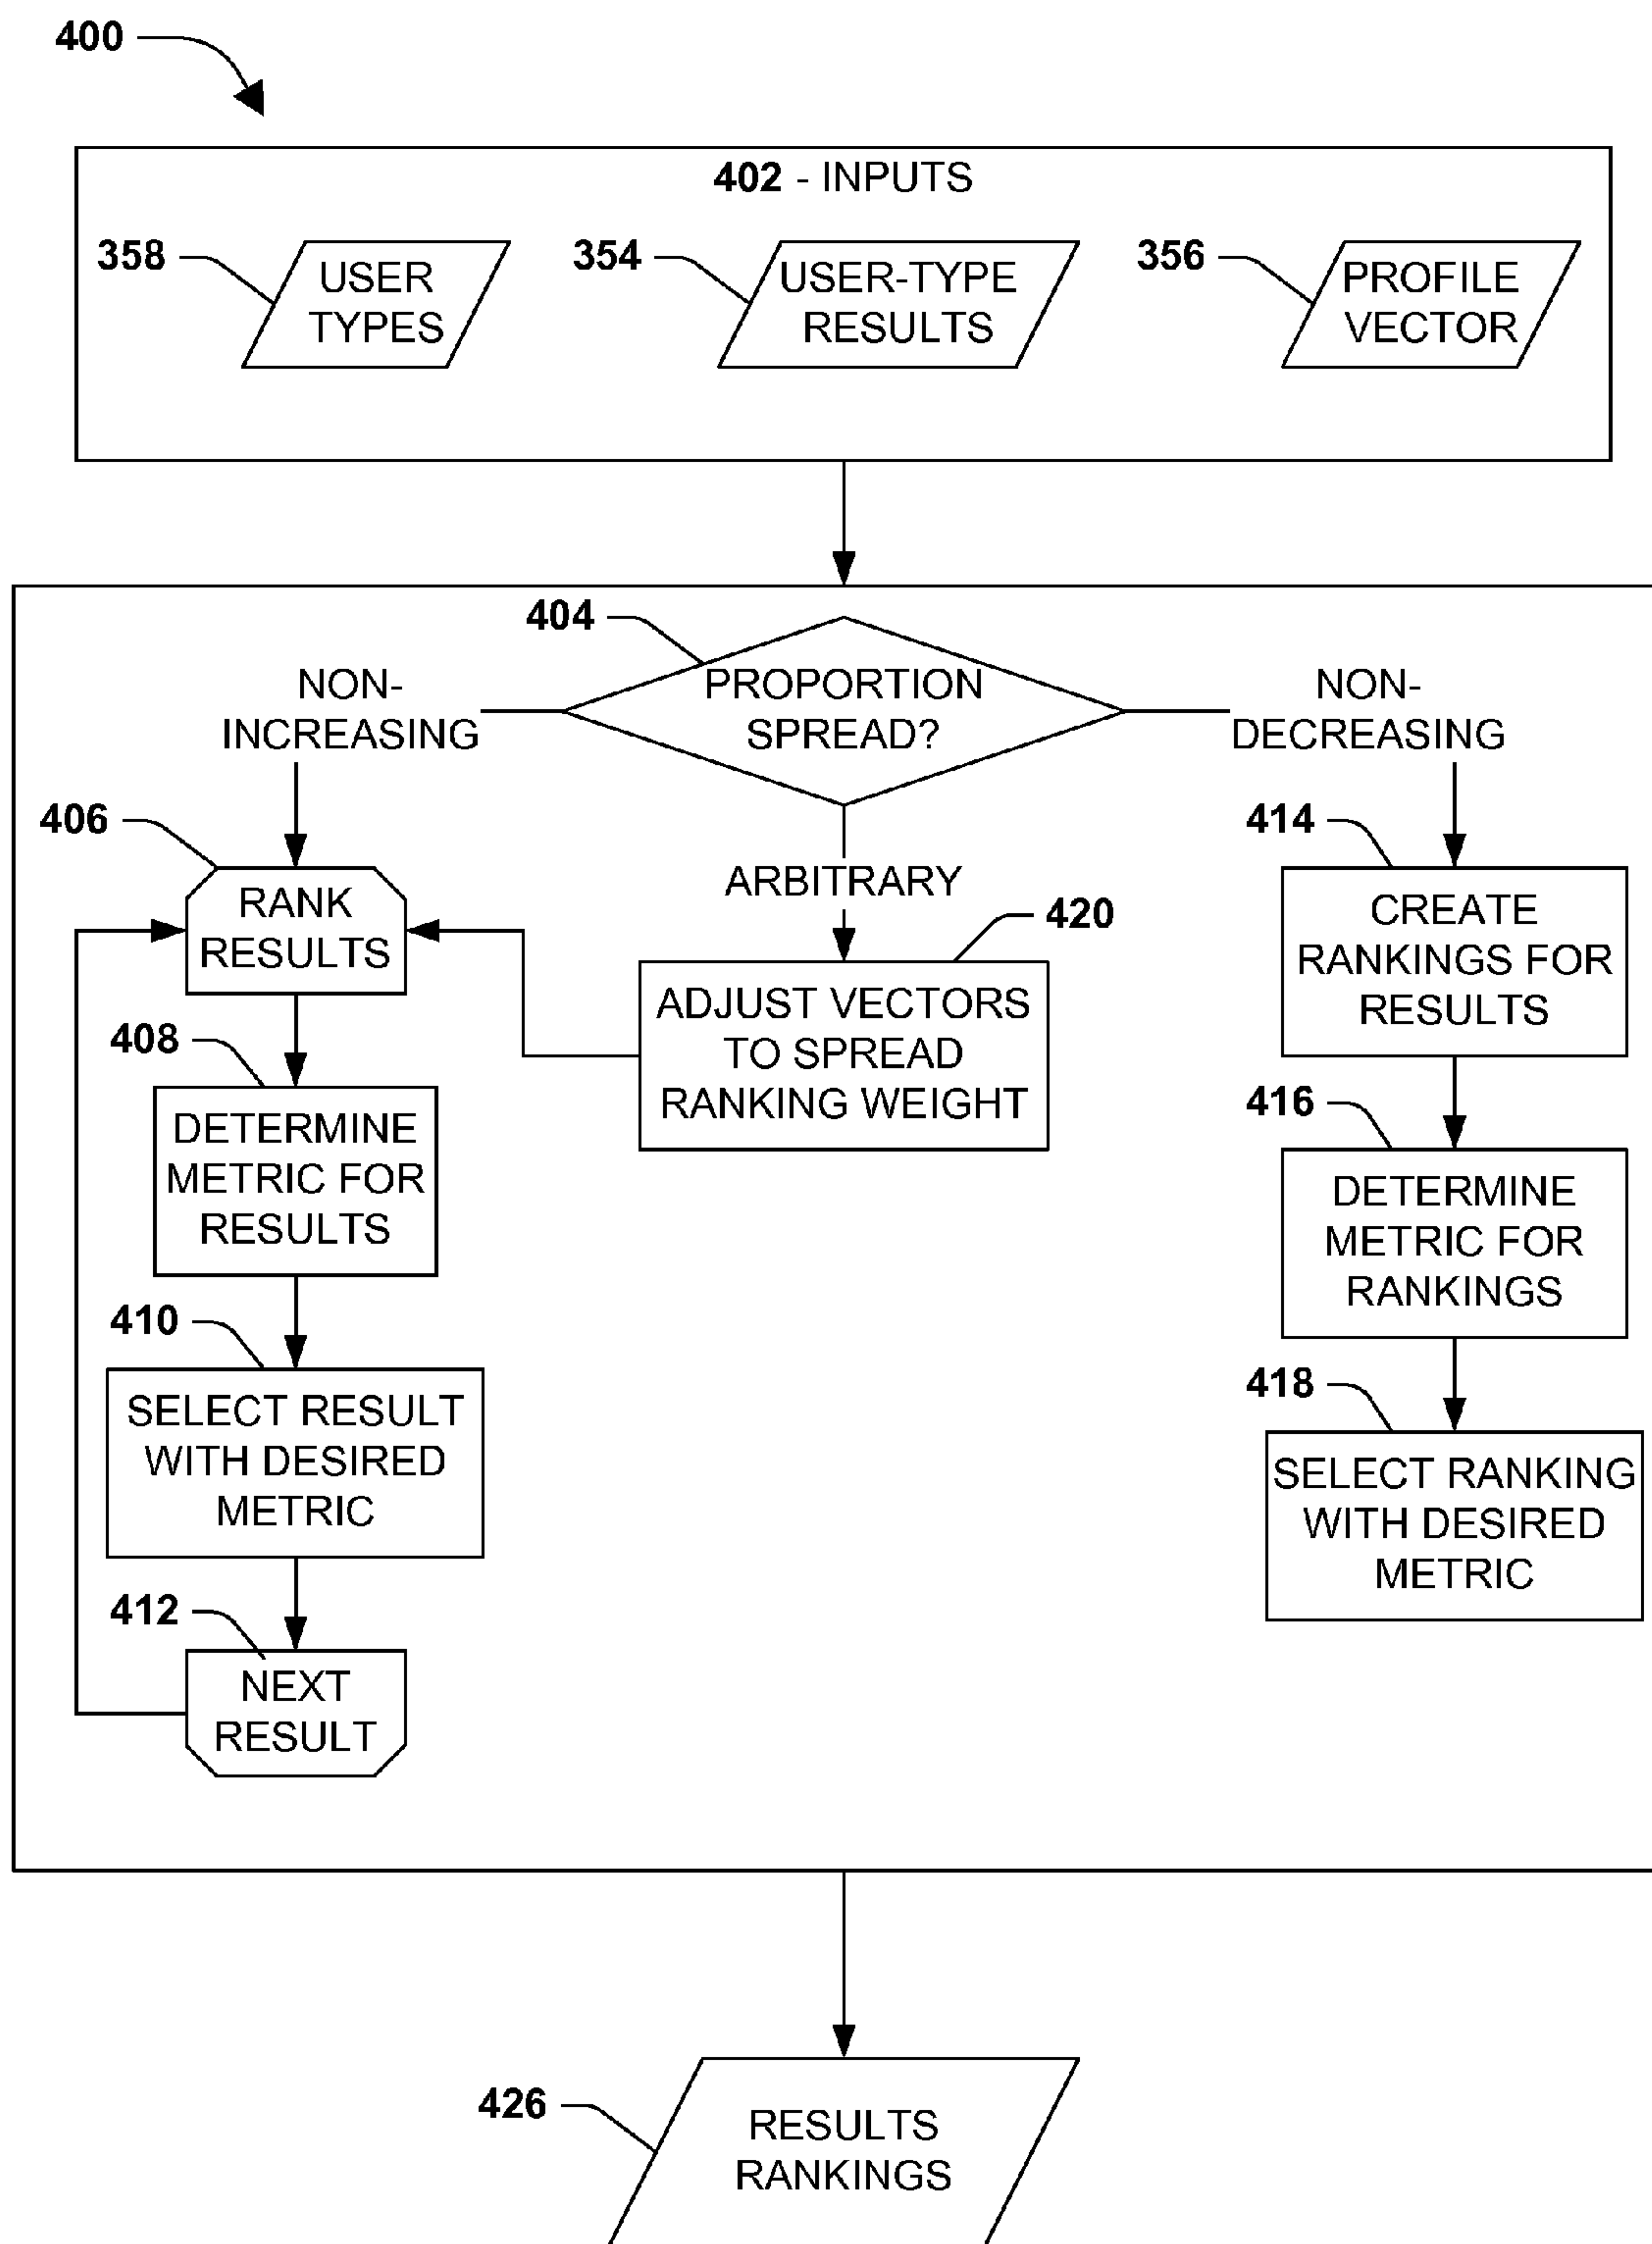 400
402 - INPUTS
358
USER
TYPES
354
USER-TYPE
RESULTS
356
PROFILE
VECTOR
404
PROPORTION
SPREAD?
NON-
INCREASING
NON-
DECREASING
ARBITRARY
406
RANK
RESULTS
408
DETERMINE
METRIC FOR
RESULTS
410
SELECT RESULT
WITH DESIRED
METRIC
412
NEXT
RESULT
420
ADJUST VECTORS
TO SPREAD
RANKING WEIGHT
414
CREATE
RANKINGS FOR
RESULTS
416
DETERMINE
METRIC FOR
RANKINGS
418
SELECT RANKING
WITH DESIRED
METRIC
426
RESULTS
RANKINGS